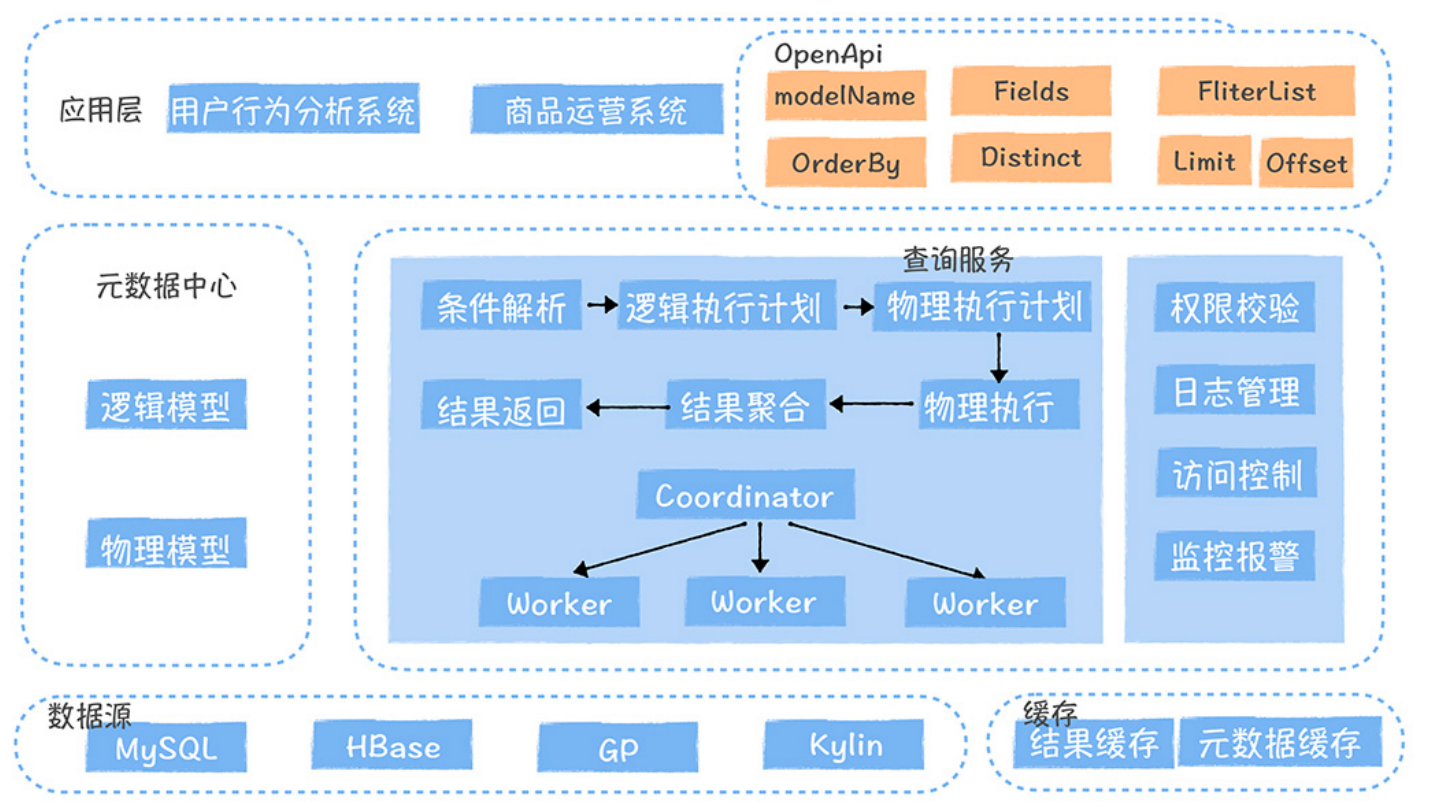 OpenApi
应用层
用户行为分析系统
商品运营系统
modelName
Fields
FliterList
OrderBy
Distinct
Limit
Offset
元数据中心
逻辑模型
物理模型
查询服务
条件解析
逻辑执行计划
物理执行计划
结果返回
结果聚合
物理执行
Coordinator
Worker
Worker
Worker
权限校验
日志管理
访问控制
监控报警
数据源
MySQL
HBase
GP
Kylin
缓存
结果缓存
元数据缓存